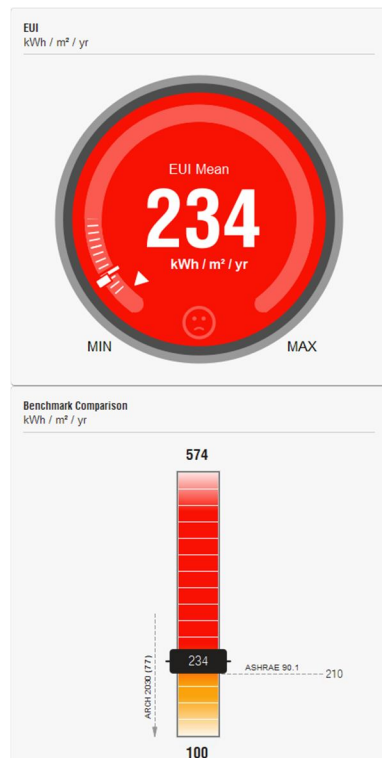 EUI
kWh / m² / yr
EUI Mean
234
kWh / m² / yr
MIN
MAX
Benchmark Comparison
kWh / m² / yr
574
ARCH 2030 (77)
234
ASHRAE 90.1
210
100